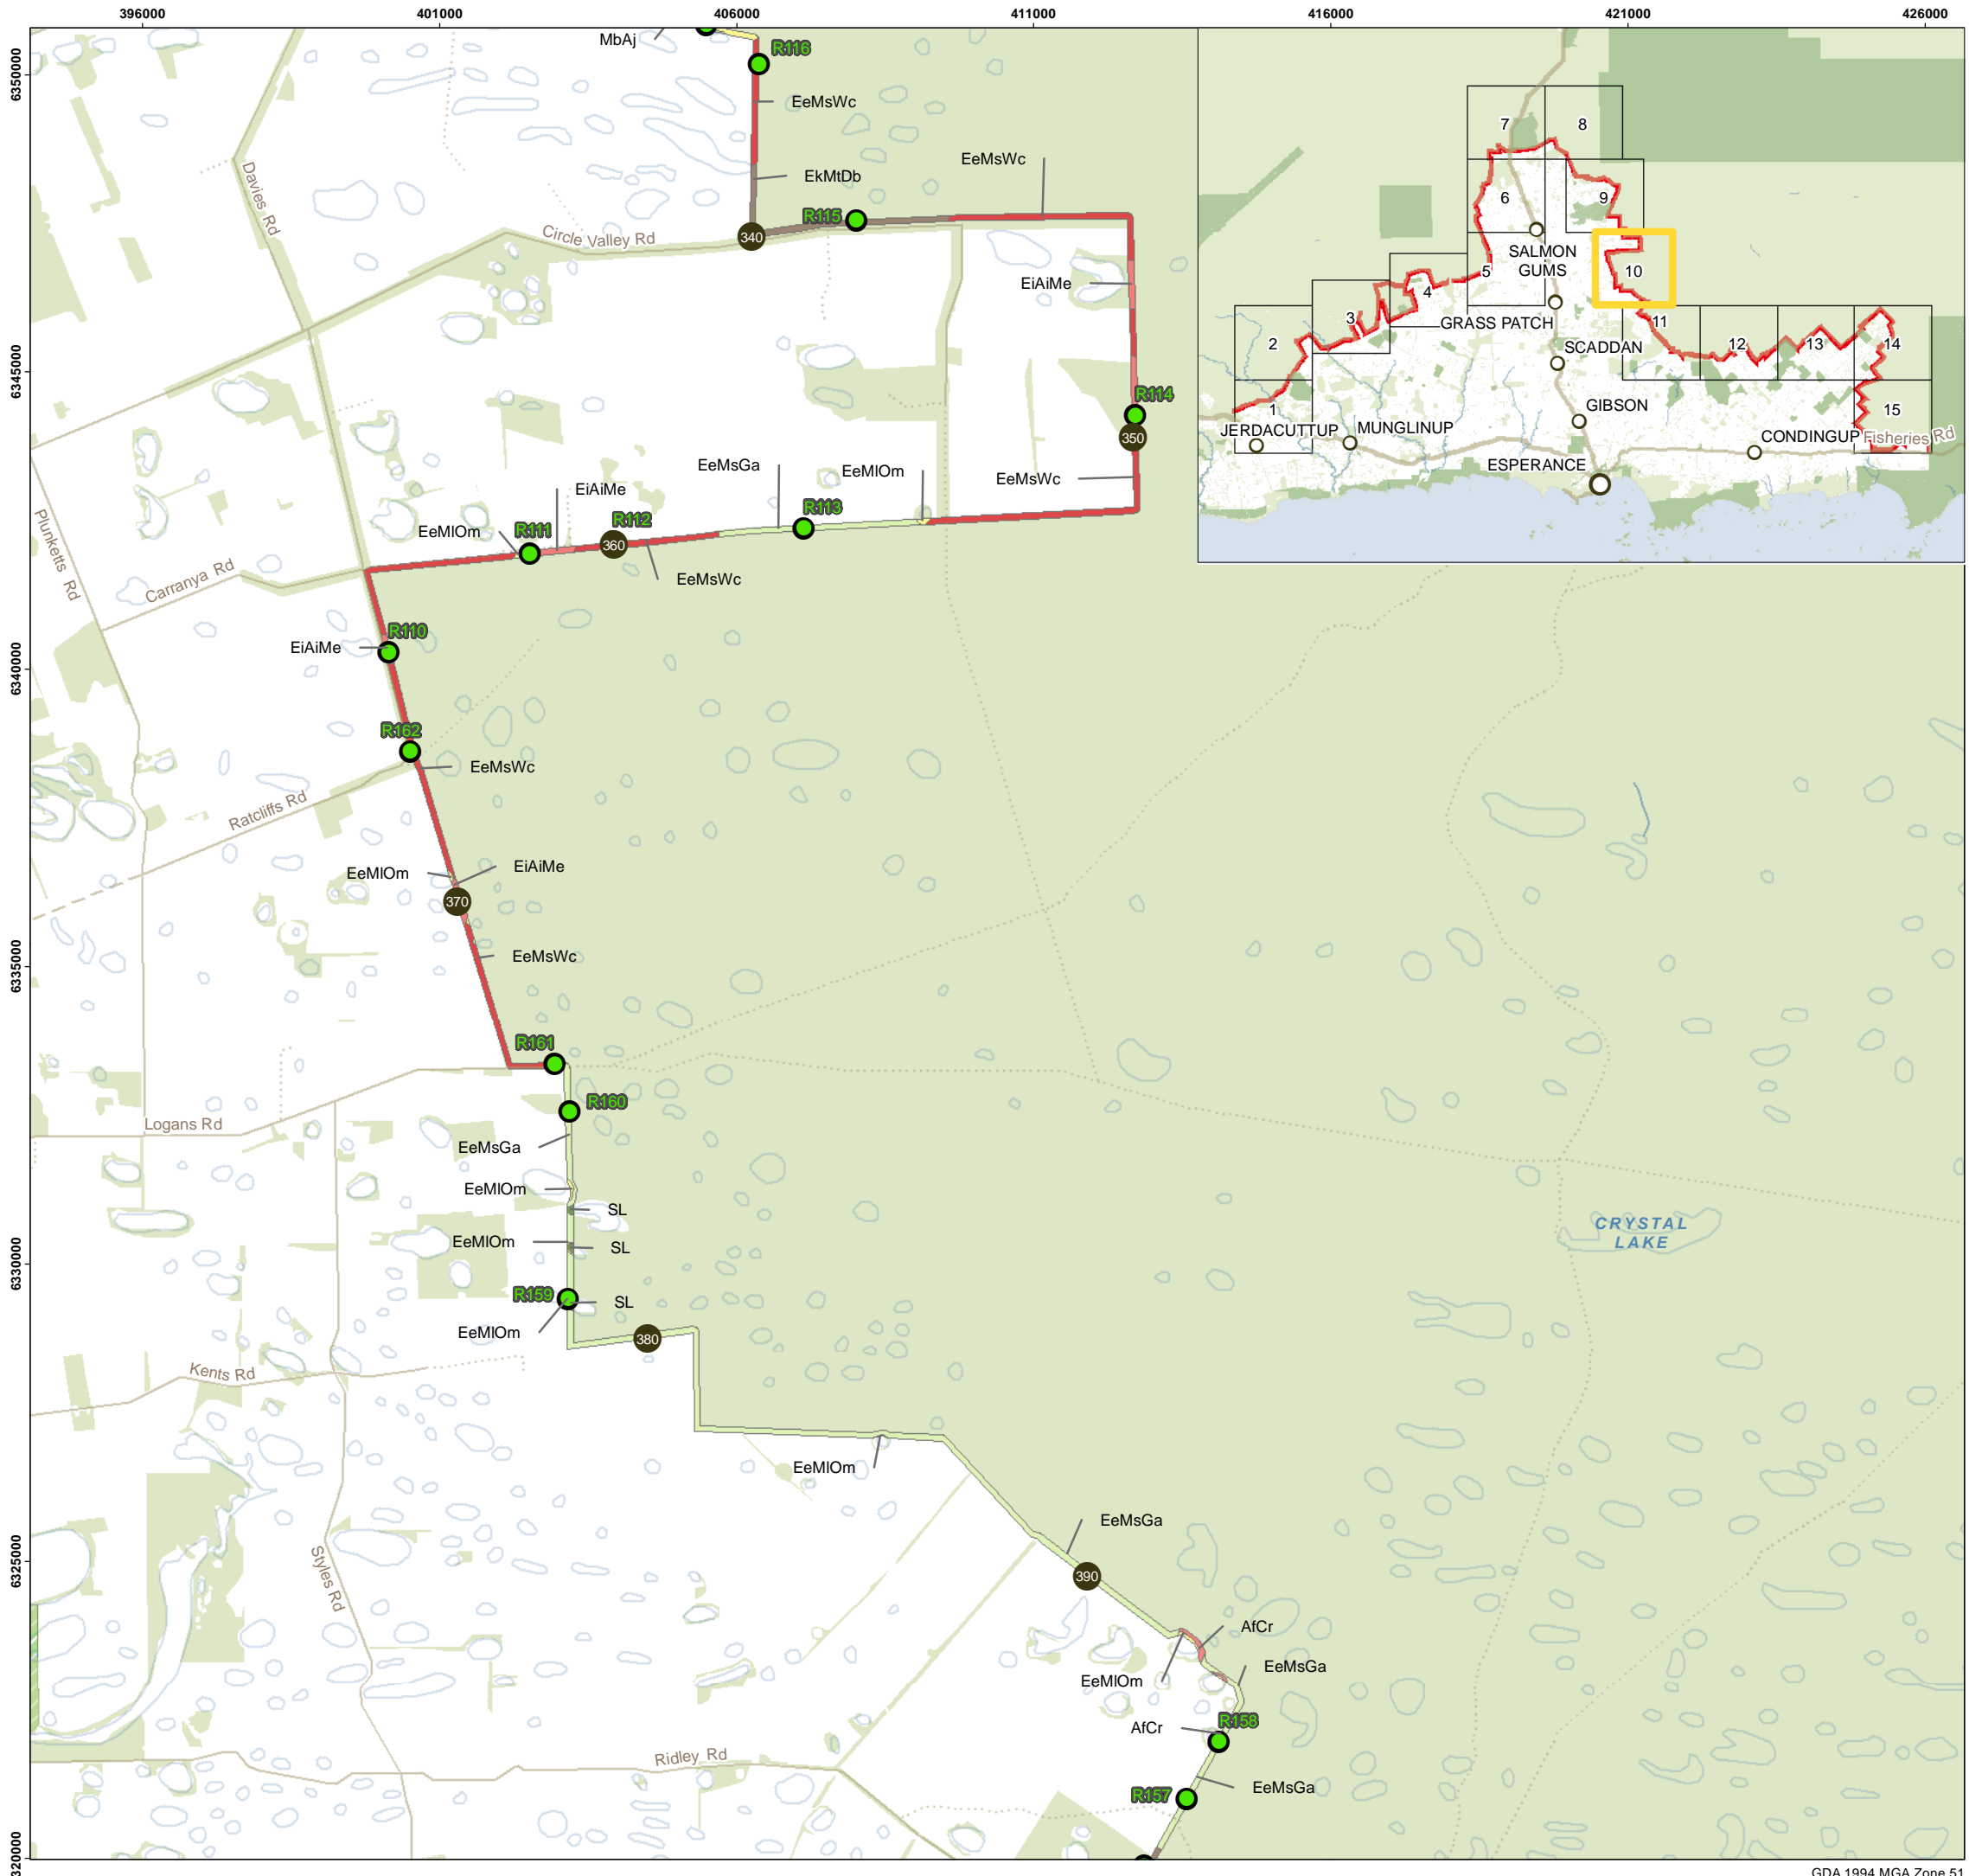 396000
401000
406000
411000
416000
421000
426000
6350000
6345000
6340000
6335000
6330000
6325000
6320000
MbAj
R116
EeMsWc
EkMtDb
EeMsWc
R115
340
Davies Rd
Circle Valley Rd
EiAiMe
R114
350
EeMsWc
EeMsGa
EeMlOm
R113
EiAiMe
R112
360
R111
EeMlOm
EeMsWc
Plunketts Rd
Carranya Rd
R110
EiAiMe
R162
EeMsWc
Ratcliffs Rd
EiAiMe
EeMlOm
370
EeMsWc
R161
R160
Logans Rd
EeMsGa
EeMlOm
SL
EeMlOm
SL
R159
SL
EeMlOm
380
Kents Rd
CRYSTAL
LAKE
EeMlOm
EeMsGa
390
Styles Rd
AfCr
EeMsGa
EeMlOm
AfCr
R158
Ridley Rd
EeMsGa
R157
7
8
6
9
SALMON
GUMS
5
10
4
3
GRASS PATCH
11
2
SCADDAN
12
13
14
1
GIBSON
15
JERDACUTTUP
MUNGLINUP
CONDINGUP
Fisheries Rd
ESPERANCE
GDA 1994 MGA Zone 51